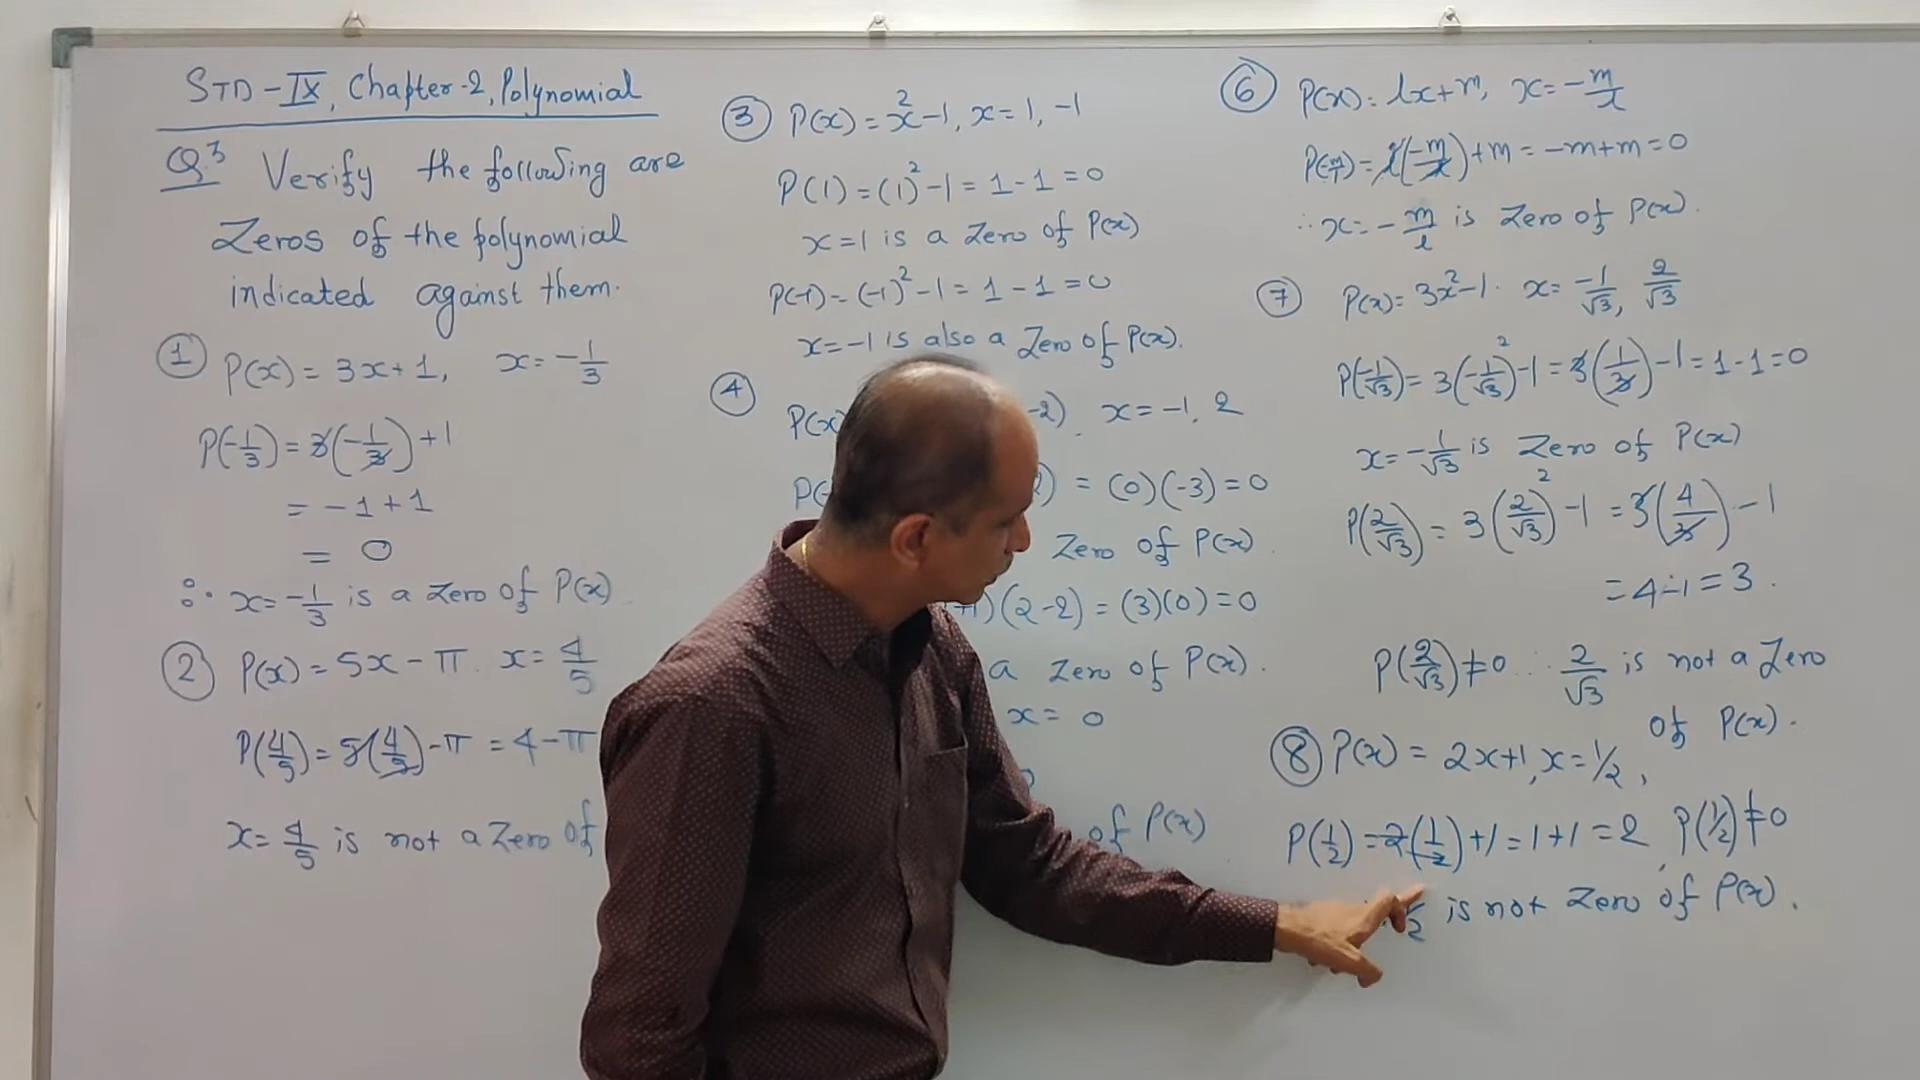 STD-IX, Chapter-2, Polynomial
Q3 Verify the following are
Zeros of the polynomial
indicated against them.
① P(x) = 3x+1, x=-1/3
P(-1/3) = 3(-1/3)+1
= -1+1
= 0
∴ x=-1/3 is a Zero of P(x)
② P(x) = 5x-π x=4/5
P(4/5) = 5(4/5)-π = 4-π
x=4/5 is not a Zero of
③ P(x) = x²-1, x=1, -1
P(1) = (1)²-1 = 1-1 = 0
x=1 is a Zero of P(x)
P(-1) = (-1)²-1 = 1-1 = 0
x=-1 is also a Zero of P(x).
④ P(x -2) x=-1, 2
P(- ) = (0)(-3) = 0
Zero of P(x)
+1)(2-2) = (3)(0) = 0
a Zero of P(x).
x= 0
of P(x)
⑥ P(x) = lx+m, x=-m/l
P(-m/l) = l(-m/l)+m = -m+m = 0
∴ x=-m/l is Zero of P(x).
⑦ P(x) = 3x²-1. x=-1/√3, 2/√3
P(-1/√3) = 3(-1/√3)²-1 = 3(1/3)-1 = 1-1 = 0
x=-1/√3 is Zero of P(x)
P(2/√3) = 3(2/√3)²-1 = 3(4/3)-1
= 4-1 = 3.
P(2/√3)≠0 ∴ 2/√3 is not a Zero
of P(x).
⑧ P(x) = 2x+1, x=1/2,
P(1/2) = 2(1/2)+1 = 1+1 = 2, P(1/2)≠0
1/2 is not Zero of P(x).